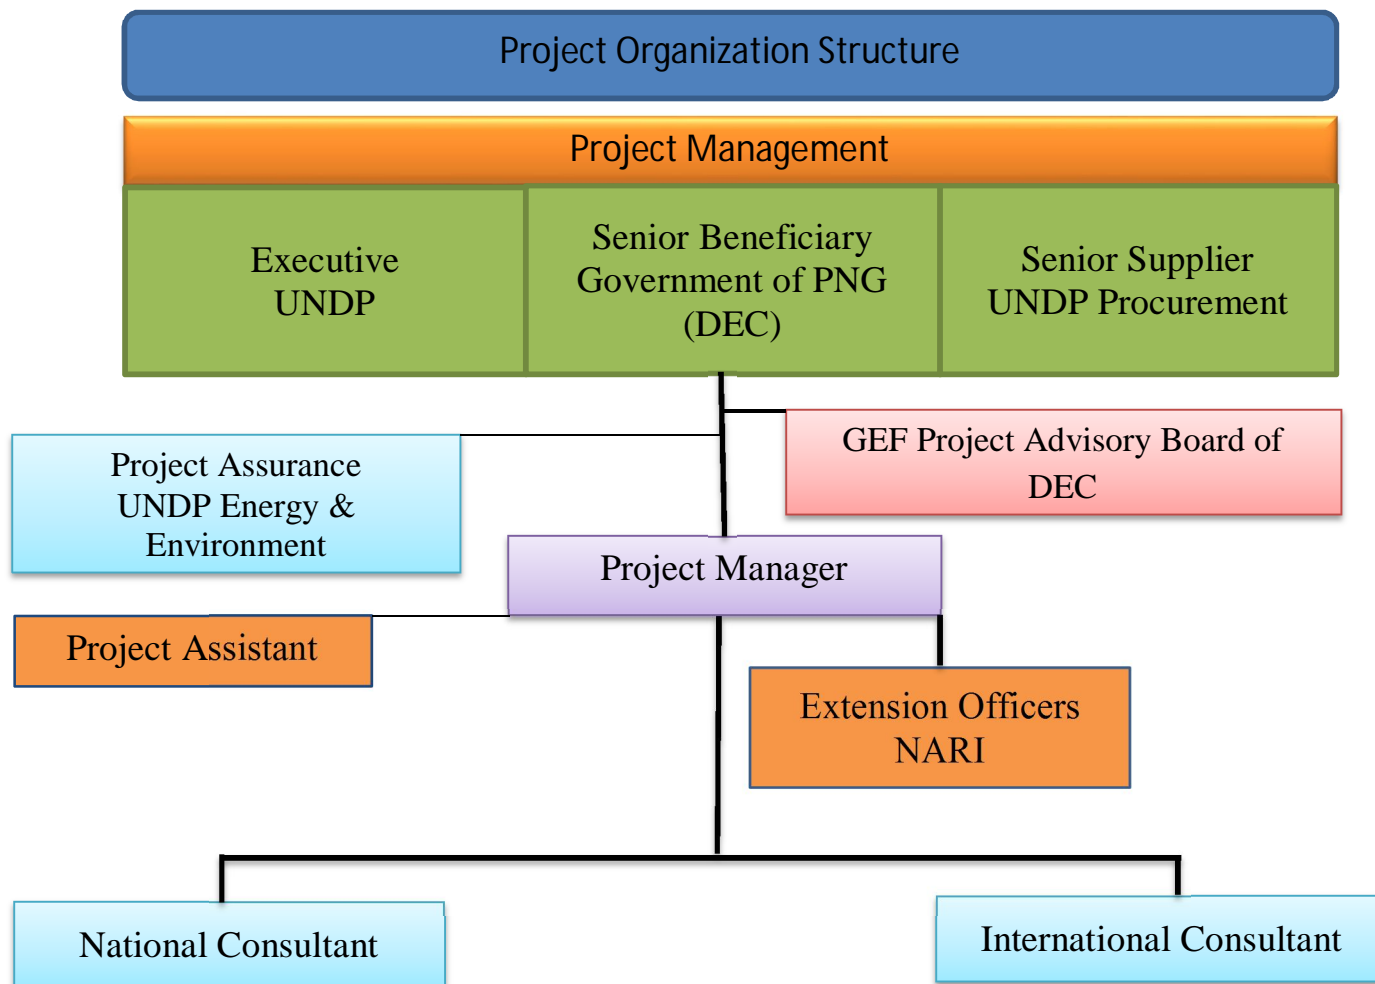 Project Organization Structure
Project Management
Executive
UNDP
Senior Beneficiary
Government of PNG
(DEC)
Senior Supplier
UNDP Procurement
GEF Project Advisory Board of
DEC
Project Assurance
UNDP Energy &
Environment
Project Manager
Project Assistant
Extension Officers
NARI
National Consultant
International Consultant